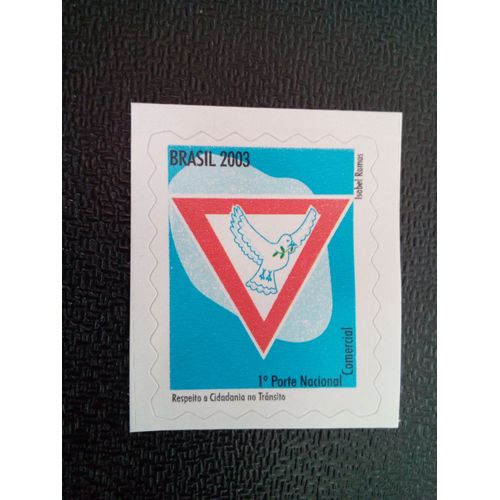 BRASIL 2003
Isabel Ramos
1º Porte Nacional
Comercial
Respeito a Cidadania no Trânsito